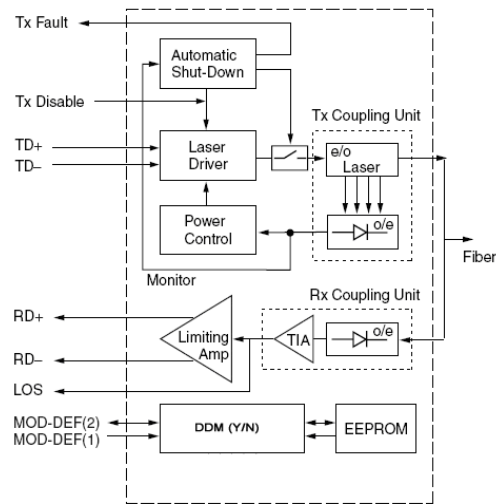 Tx Fault
Automatic
Shut-Down
Tx Disable
Tx Coupling Unit
TD+
TD–
Laser
Driver
e/o
Laser
o/e
Power
Control
Monitor
Fiber
Rx Coupling Unit
RD+
RD–
Limiting
Amp
TIA
o/e
LOS
MOD-DEF(2)
MOD-DEF(1)
DDM (Y/N)
EEPROM